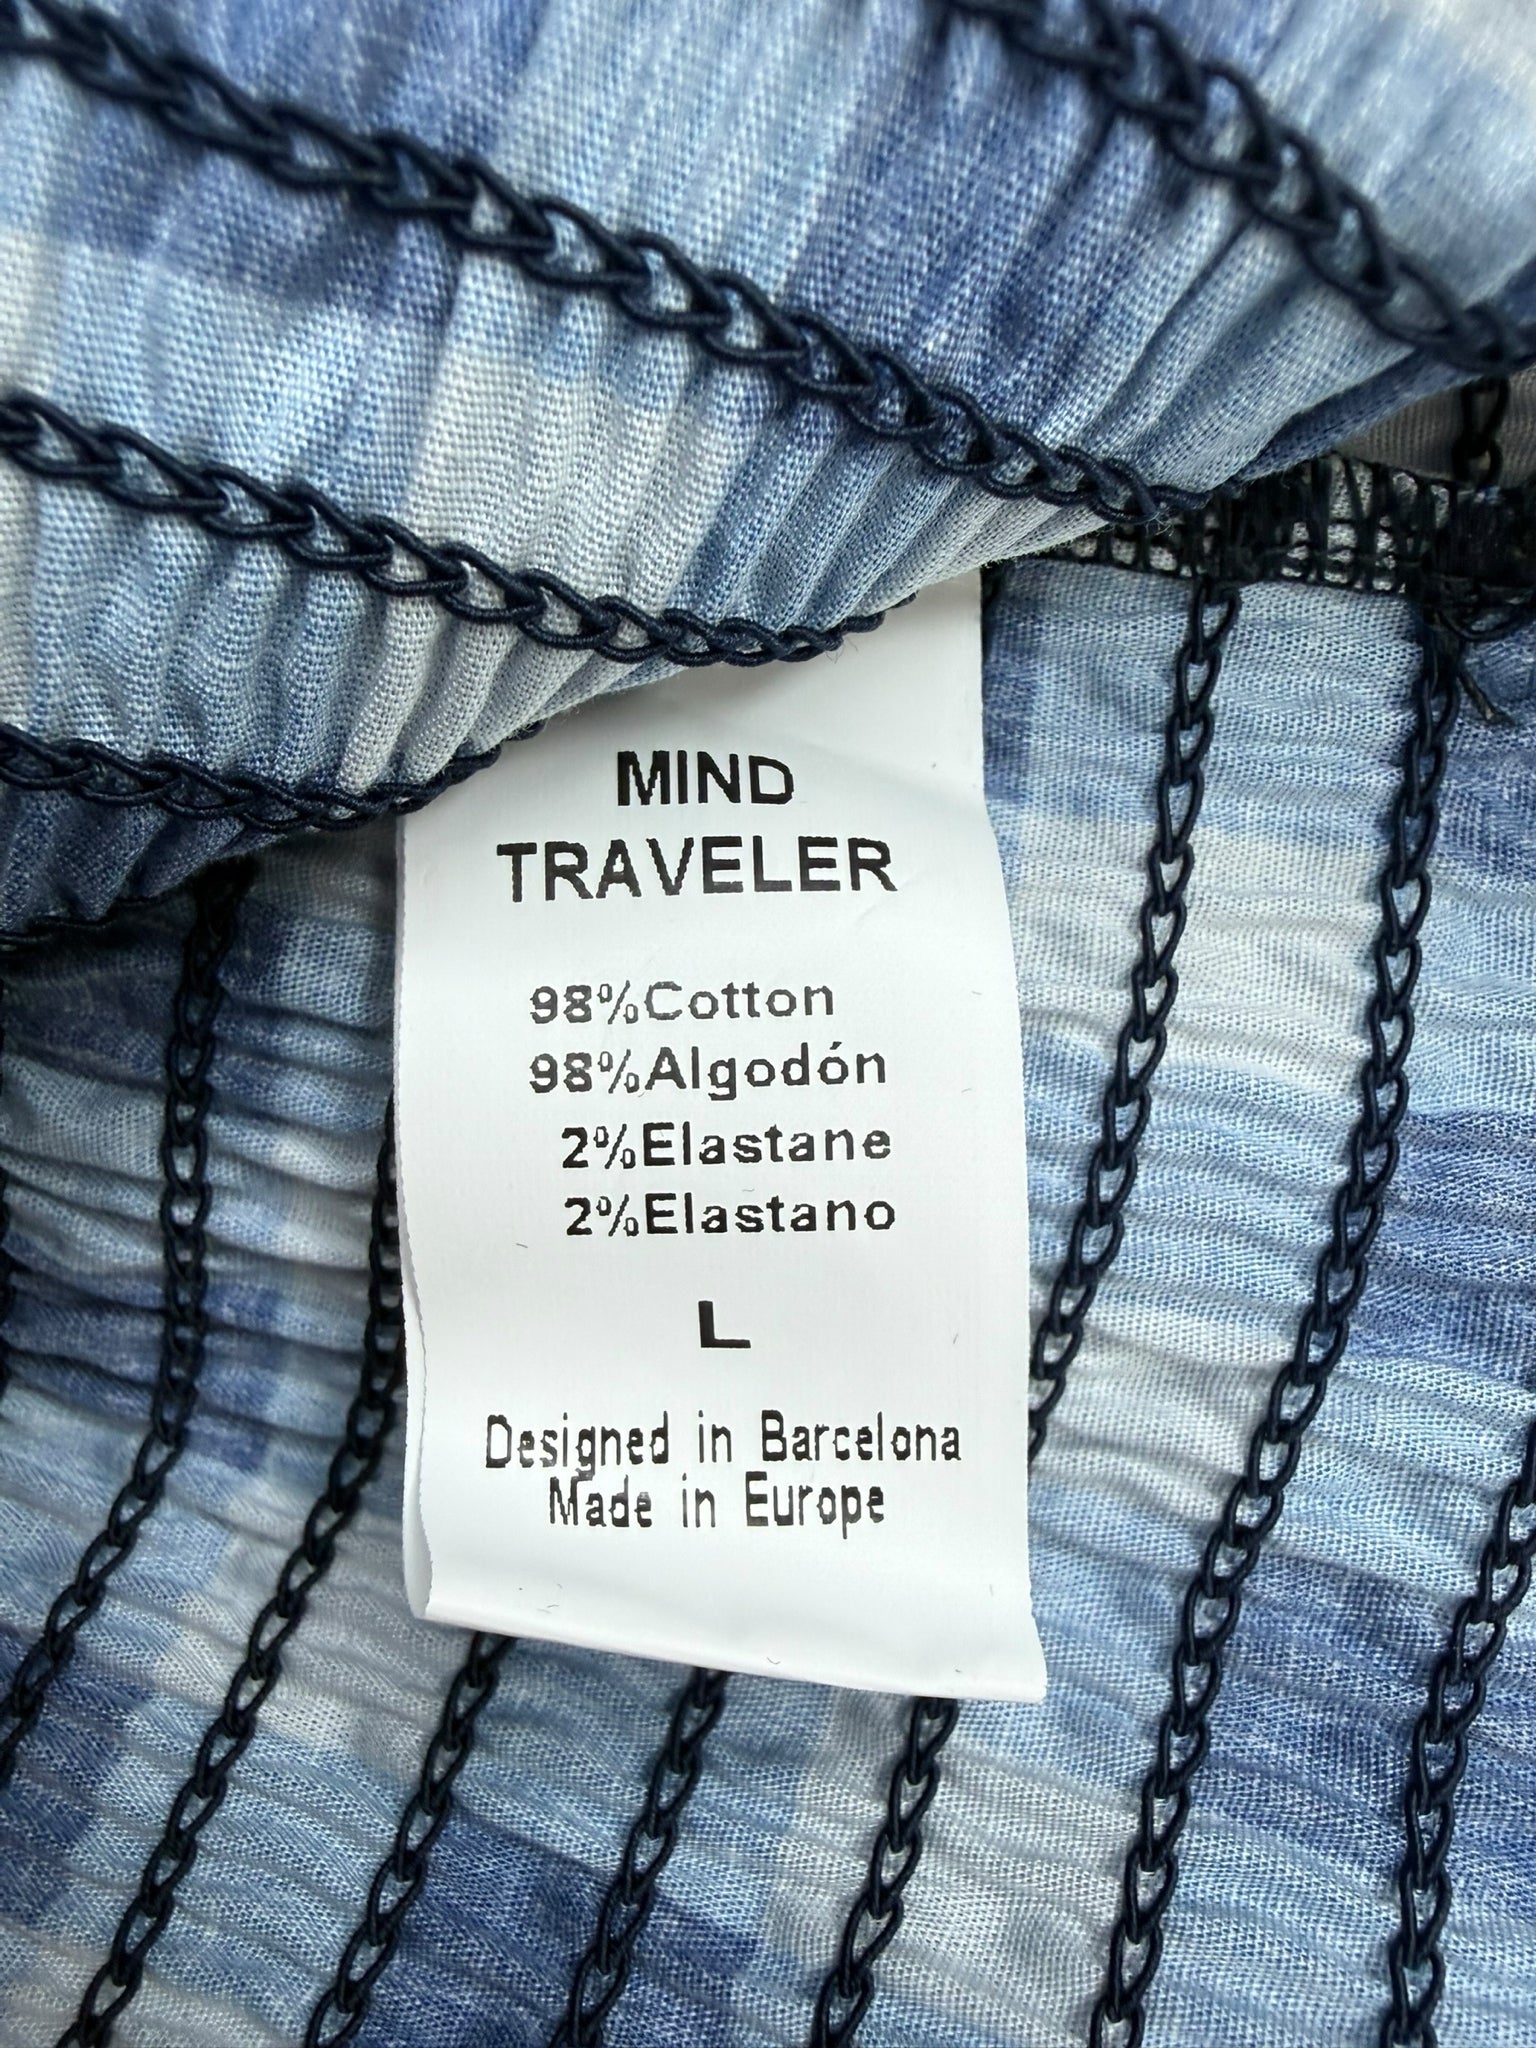 MIND
TRAVELER
98%Cotton
98%Algodón
2%Elastane
2%Elastano
L
Designed in Barcelona
Made in Europe